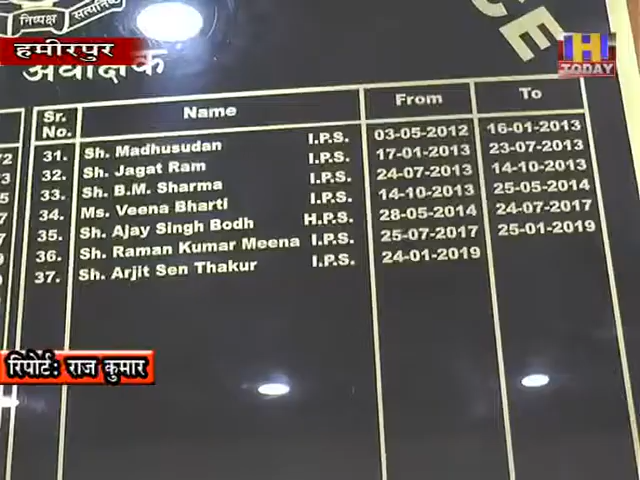 निष्पक्ष
CE
H
TODAY
हमीरपुर
Sr. No. Name From To
31. Sh. Madhusudan I.P.S. 03-05-2012 16-01-2013
32. Sh. Jagat Ram I.P.S. 17-01-2013 23-07-2013
33. Sh. B.M. Sharma I.P.S. 24-07-2013 14-10-2013
34. Ms. Veena Bharti I.P.S. 14-10-2013 25-05-2014
35. Sh. Ajay Singh Bodh H.P.S. 28-05-2014 24-07-2017
36. Sh. Raman Kumar Meena I.P.S. 25-07-2017 25-01-2019
37. Sh. Arjit Sen Thakur I.P.S. 24-01-2019
रिपोर्ट: राज कुमार